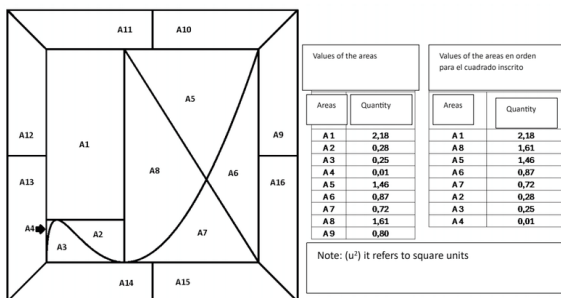 A11
A10
A5
A12
A1
A9
A8
A6
A13
A16
A4
A2
A3
A7
A14
A15
Values of the areas
Areas Quantity
A 1 2,18
A 2 0,28
A 3 0,25
A 4 0,01
A 5 1,46
A 6 0,87
A 7 0,72
A 8 1,61
A 9 0,80
Values of the areas en orden
para el cuadrado inscrito
Areas Quantity
A 1 2,18
A 8 1,61
A 5 1,46
A 6 0,87
A 7 0,72
A 2 0,28
A 3 0,25
A 4 0,01
Note: (u²) it refers to square units